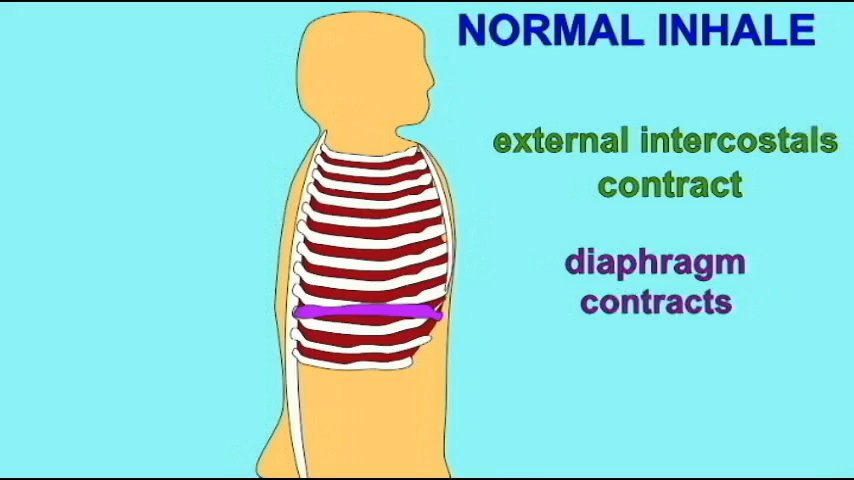 NORMAL INHALE
external intercostals
contract
diaphragm
contracts